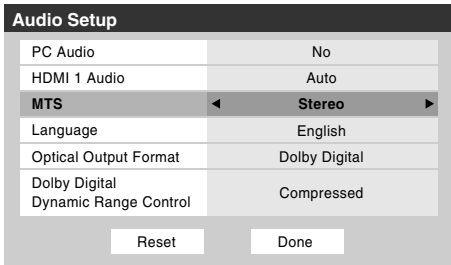 Audio Setup
PC Audio No
HDMI 1 Audio Auto
MTS Stereo
Language English
Optical Output Format Dolby Digital
Dolby Digital
Dynamic Range Control Compressed
Reset Done